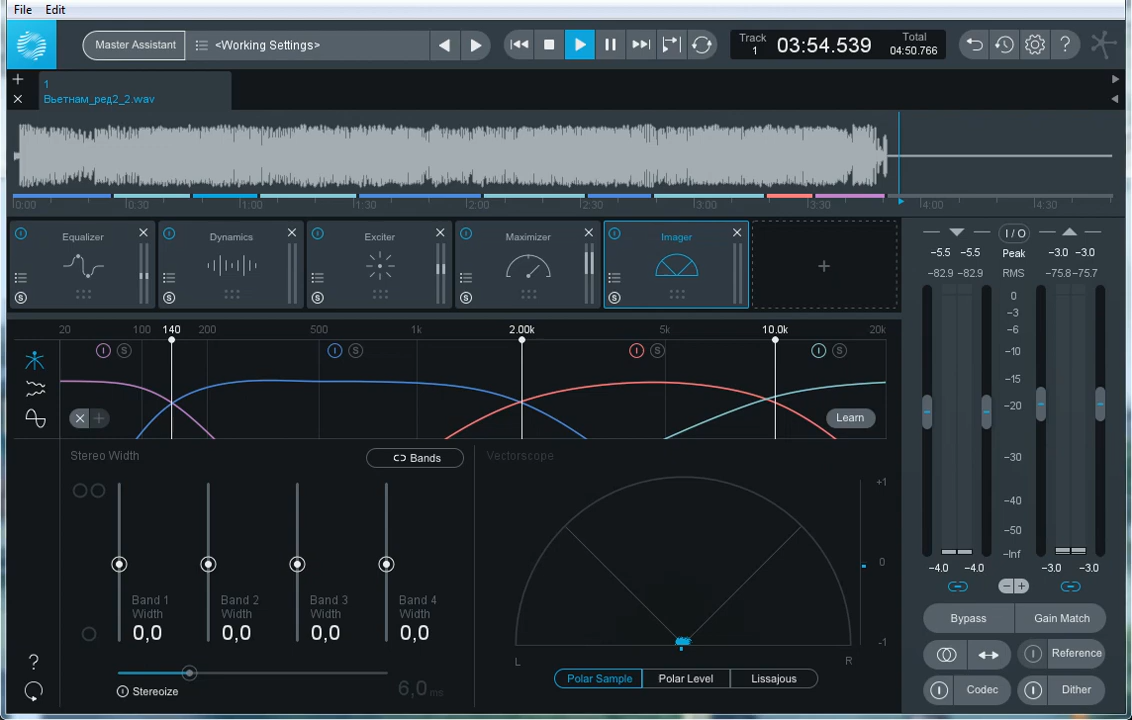 File Edit
Master Assistant <Working Settings> Track 1 03:54.539 Total 04:50.766 ?
+
1
× Вьетнам_ред2_2.wav
0:00 0:30 1:00 1:30 2:00 2:30 3:00 3:30 4:00 4:30
Equalizer Dynamics Exciter Maximizer Imager
S S S S S
+
I / O
-5.5 -5.5 Peak -3.0 -3.0
-82.9 -82.9 RMS -75.8 -75.7
0
-3
-6
-10
-15
-20
-30
-40
-50
-Inf
-4.0 -4.0 -3.0 -3.0
- +
20 100 140 200 500 1k 2.00k 5k 10.0k 20k
I S I S I S I S
× + Learn
Stereo Width Bands
Band 1 Width 0,0
Band 2 Width 0,0
Band 3 Width 0,0
Band 4 Width 0,0
Stereoize 6,0 ms
?
Vectorscope
+1
0
-1
L R
Polar Sample Polar Level Lissajous
Bypass Gain Match
Reference
Codec Dither